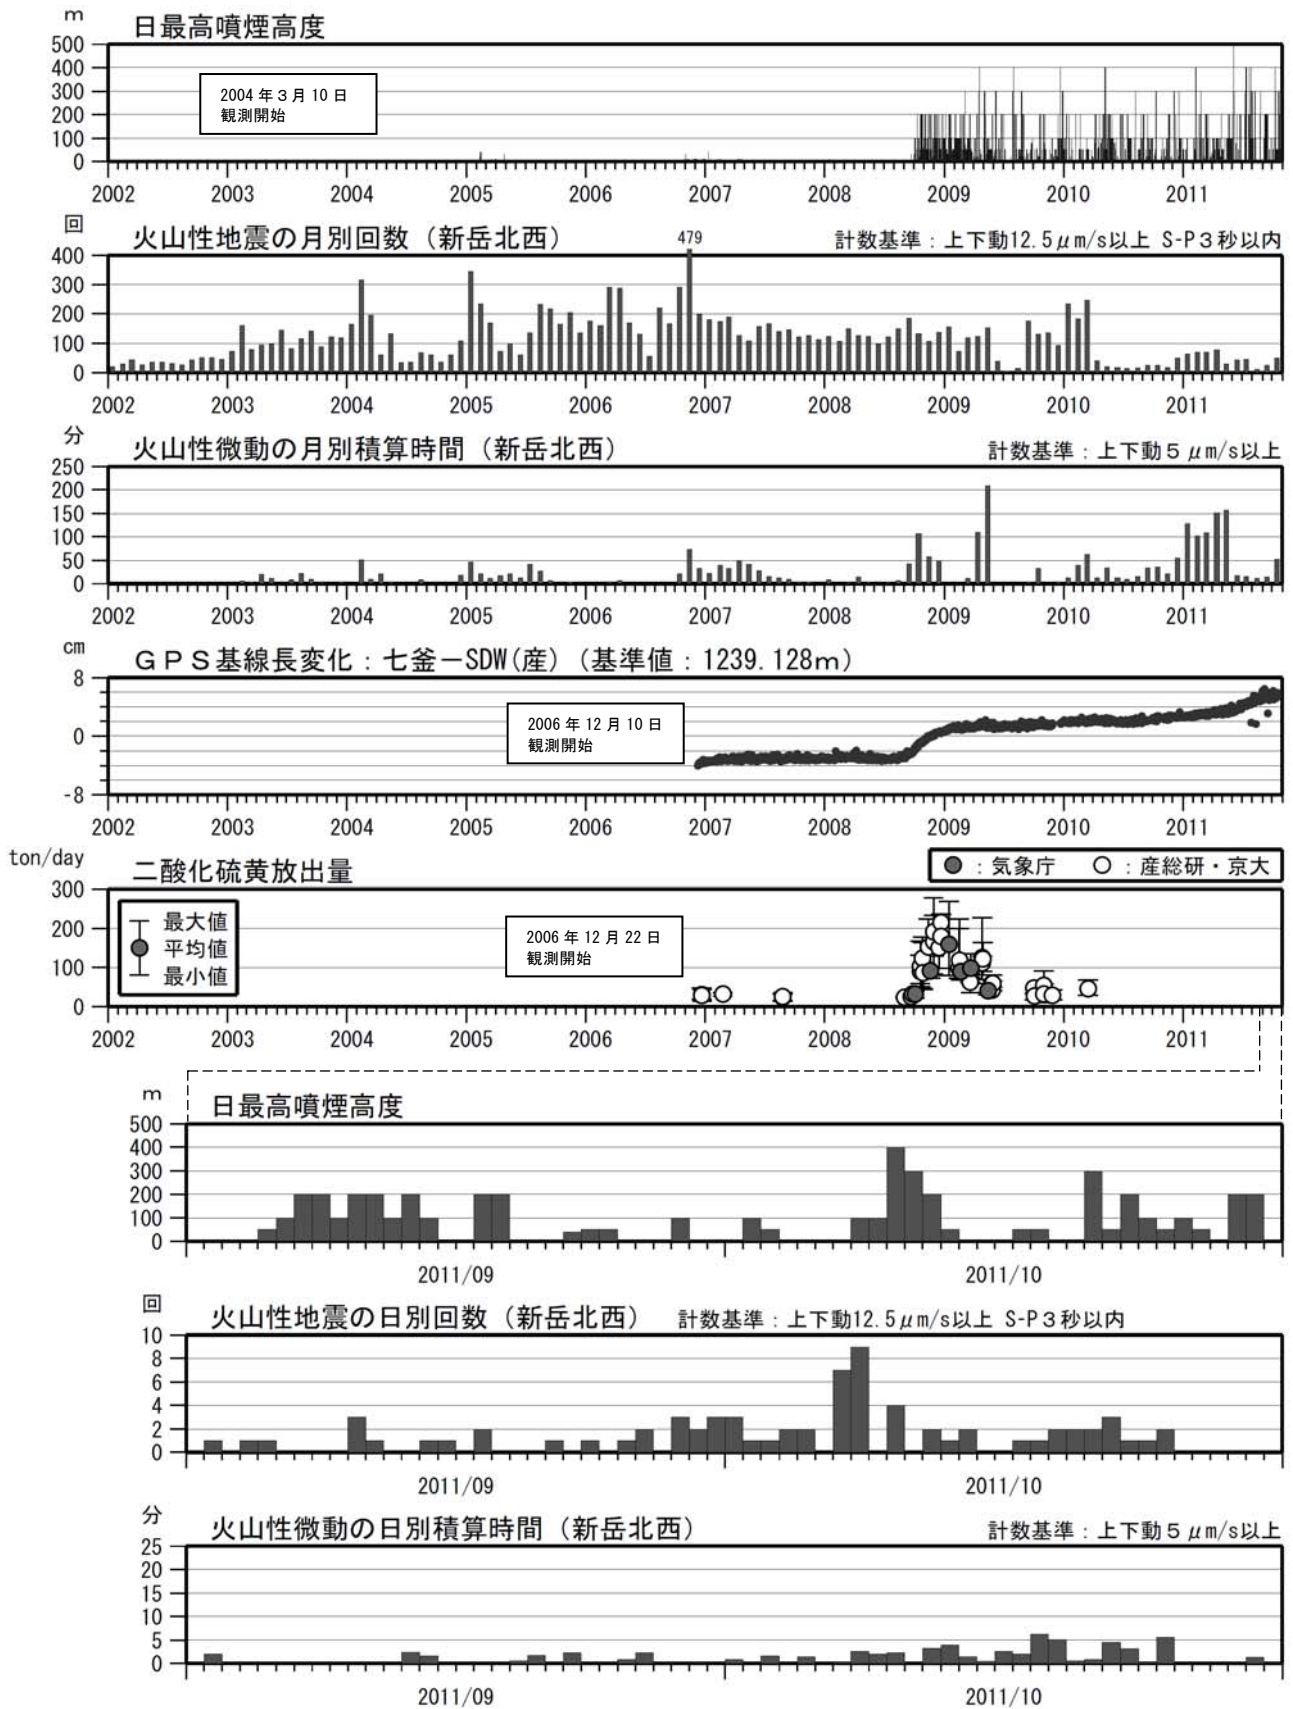 m
日最高噴煙高度
500
400
300
200
100
0
2004年3月10日
観測開始
2002 2003 2004 2005 2006 2007 2008 2009 2010 2011
回
火山性地震の月別回数（新岳北西） 479 計数基準：上下動12.5μm/s以上 S-P3秒以内
400
300
200
100
0
2002 2003 2004 2005 2006 2007 2008 2009 2010 2011
分
火山性微動の月別積算時間（新岳北西） 計数基準：上下動5μm/s以上
250
200
150
100
50
0
2002 2003 2004 2005 2006 2007 2008 2009 2010 2011
cm
GPS基線長変化：七釜－SDW(産)（基準値：1239.128m）
8
0
-8
2006年12月10日
観測開始
2002 2003 2004 2005 2006 2007 2008 2009 2010 2011
ton/day
二酸化硫黄放出量 ●：気象庁 ○：産総研・京大
300
200
100
0
最大値
平均値
最小値
2006年12月22日
観測開始
2002 2003 2004 2005 2006 2007 2008 2009 2010 2011
m
日最高噴煙高度
500
400
300
200
100
0
2011/09 2011/10
回
火山性地震の日別回数（新岳北西） 計数基準：上下動12.5μm/s以上 S-P3秒以内
10
8
6
4
2
0
2011/09 2011/10
分
火山性微動の日別積算時間（新岳北西） 計数基準：上下動5μm/s以上
25
20
15
10
5
0
2011/09 2011/10